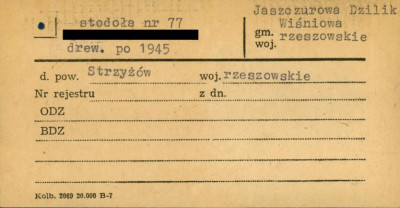 stodoła nr 77
drew. po 1945
Jaszczurowa Dzilik
gm. Wiśniowa
woj. rzeszowskie
d. pow. Strzyżów woj. rzeszowskie
Nr rejestru z dn.
ODZ
BDZ
Kolb. 2069 20.000 B-7